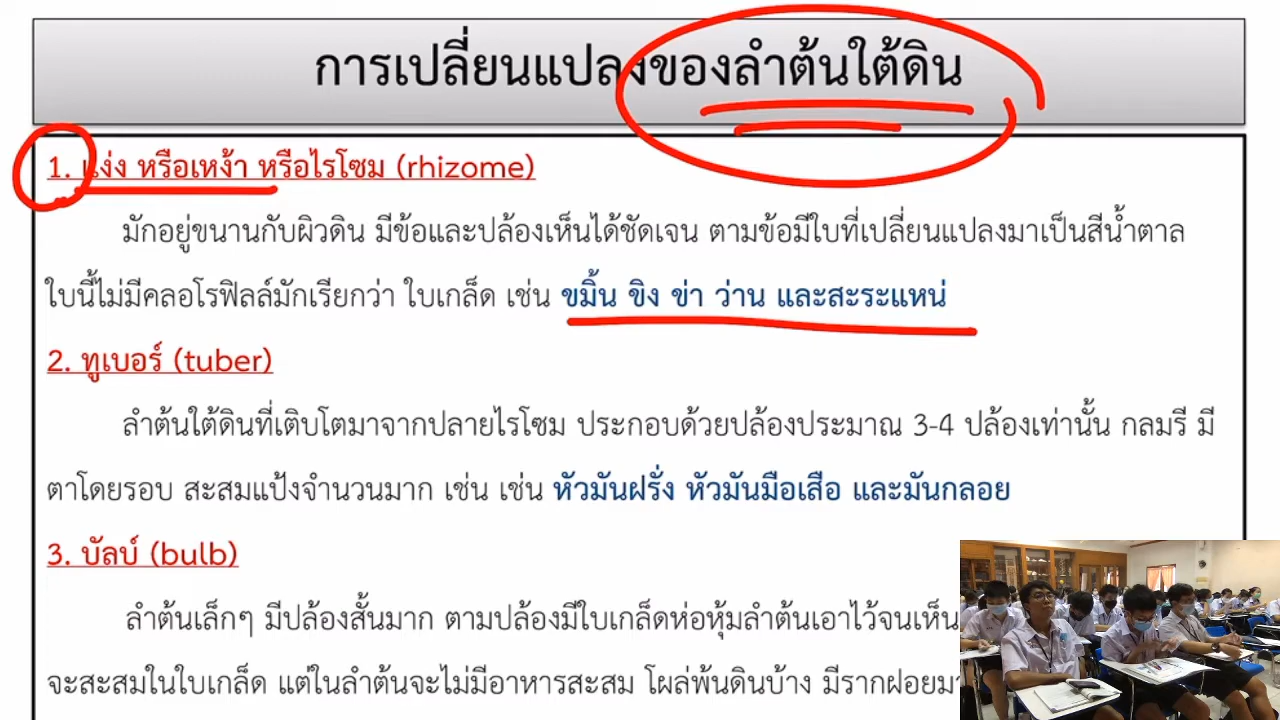 การเปลี่ยนแปลงของลำต้นใต้ดิน
1. แง่ง หรือเหง้า หรือไรโซม (rhizome)
มักอยู่ขนานกับผิวดิน มีข้อและปล้องเห็นได้ชัดเจน ตามข้อมีใบที่เปลี่ยนแปลงมาเป็นสีน้ำตาล
ใบนี้ไม่มีคลอโรฟิลล์มักเรียกว่า ใบเกล็ด เช่น ขมิ้น ขิง ข่า ว่าน และสะระแหน่
2. ทูเบอร์ (tuber)
ลำต้นใต้ดินที่เติบโตมาจากปลายไรโซม ประกอบด้วยปล้องประมาณ 3-4 ปล้องเท่านั้น กลมรี มี
ตาโดยรอบ สะสมแป้งจำนวนมาก เช่น เช่น หัวมันฝรั่ง หัวมันมือเสือ และมันกลอย
3. บัลบ์ (bulb)
ลำต้นเล็กๆ มีปล้องสั้นมาก ตามปล้องมีใบเกล็ดห่อหุ้มลำต้นเอาไว้จนเห็น
จะสะสมในใบเกล็ด แต่ในลำต้นจะไม่มีอาหารสะสม โผล่พ้นดินบ้าง มีรากฝอย